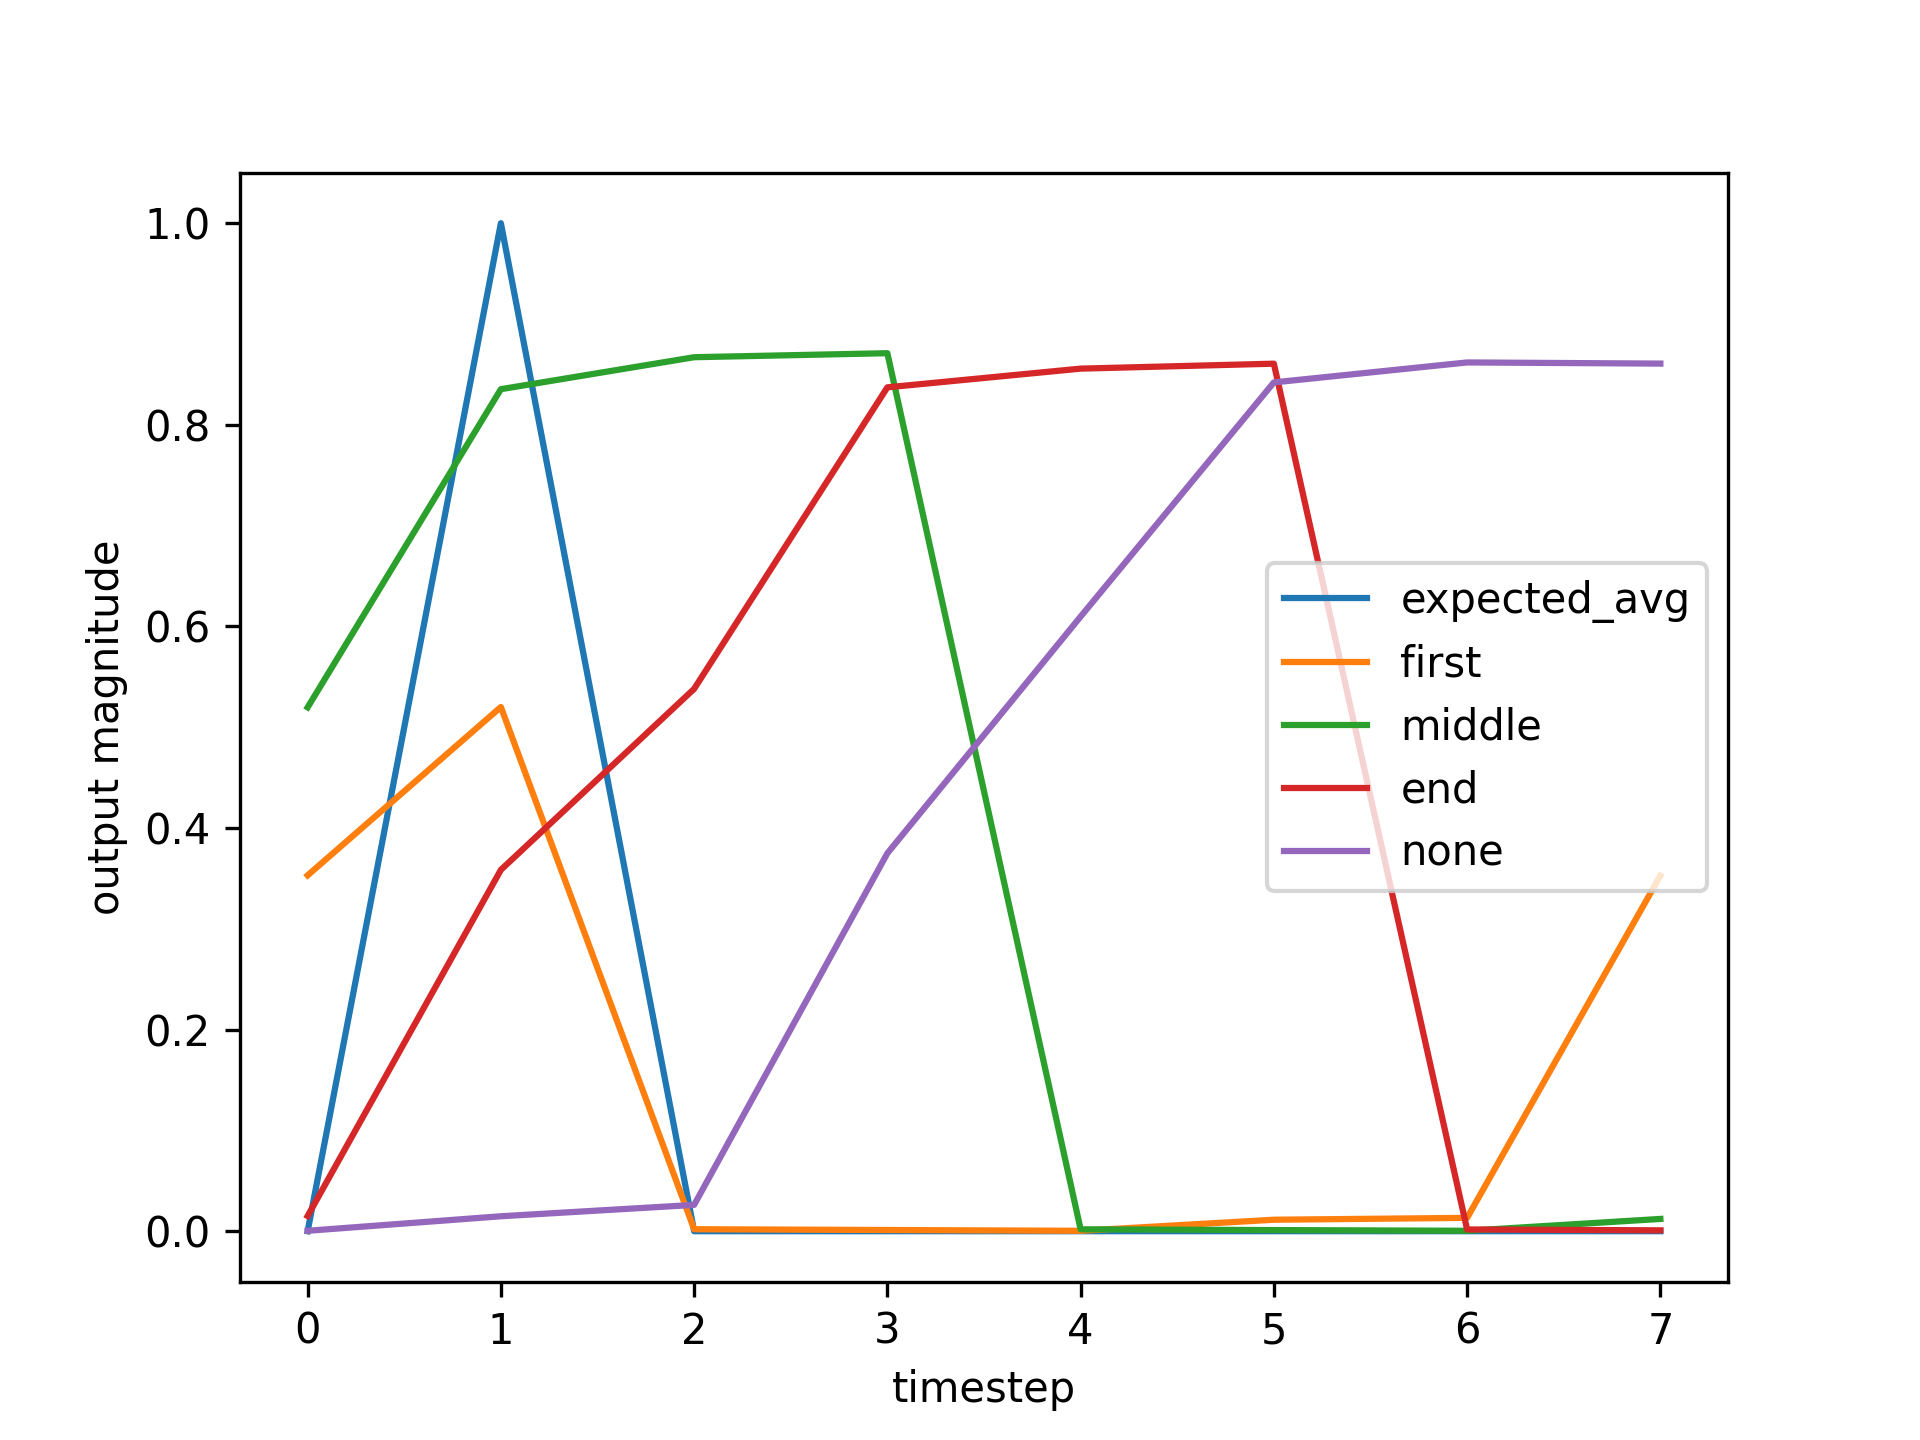 1.0
0.8
0.6
0.4
0.2
0.0
output magnitude
expected_avg
first
middle
end
none
0 1 2 3 4 5 6 7
timestep